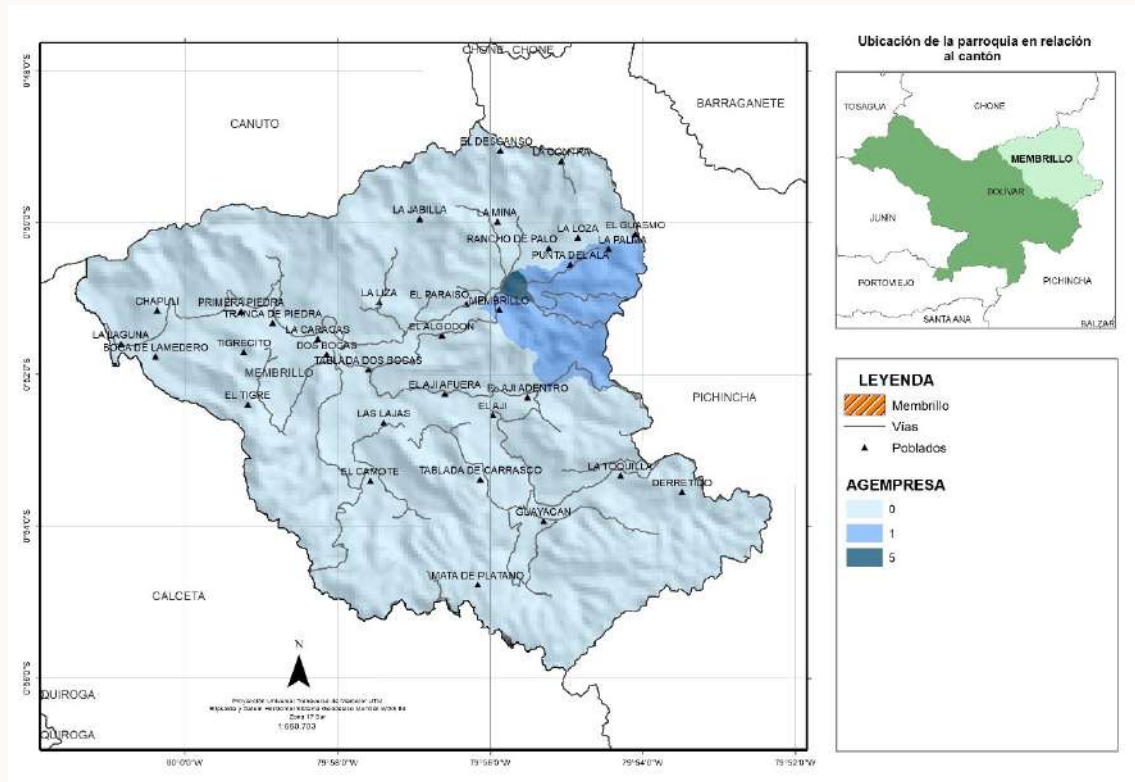 Ubicación de la parroquia en relación
al cantón
CHONE CHONE
BARRAGANETE
CANUTO
EL DESCANSO
LA CONTRA
LA JABILLA
LA MINA
LA LOZA
EL GUASMO
RANCHO DE PALO
LA PALMA
PUNTA DEL ALA
LA LIZA
EL PARAISO
MEMBRILLO
CHAPULI
PRIMERA PIEDRA
TRANCA DE PIEDRA
LA CARACAS
EL ALGODÓN
LA LAGUNA
BOCA DE LAMEDERO
TIGRECITO
DOS BOCAS
TABLADA DOS BOCAS
MEMBRILLO
EL TIGRE
EL AJI AFUERA
EL AJI ADENTRO
PICHINCHA
LAS LAJAS
EL AJI
EL CAMOTE
TABLADA DE CARRASCO
LA TOQUILLA
DERRETIDO
GUAYACAN
MATA DE PLATANO
CALCETA
QUIROGA
QUIROGA
N
Zona 17 Sur
80°0'0"W
79°58'0"W
79°56'0"W
79°54'0"W
79°52'0"W
TOSAGUA
CHONE
MEMBRILLO
BOLIVAR
JUNIN
PORTOVIEJO
PICHINCHA
SANTA ANA
BALZAR
LEYENDA
Membrillo
Vías
Poblados
AGEMPRESA
0
1
5